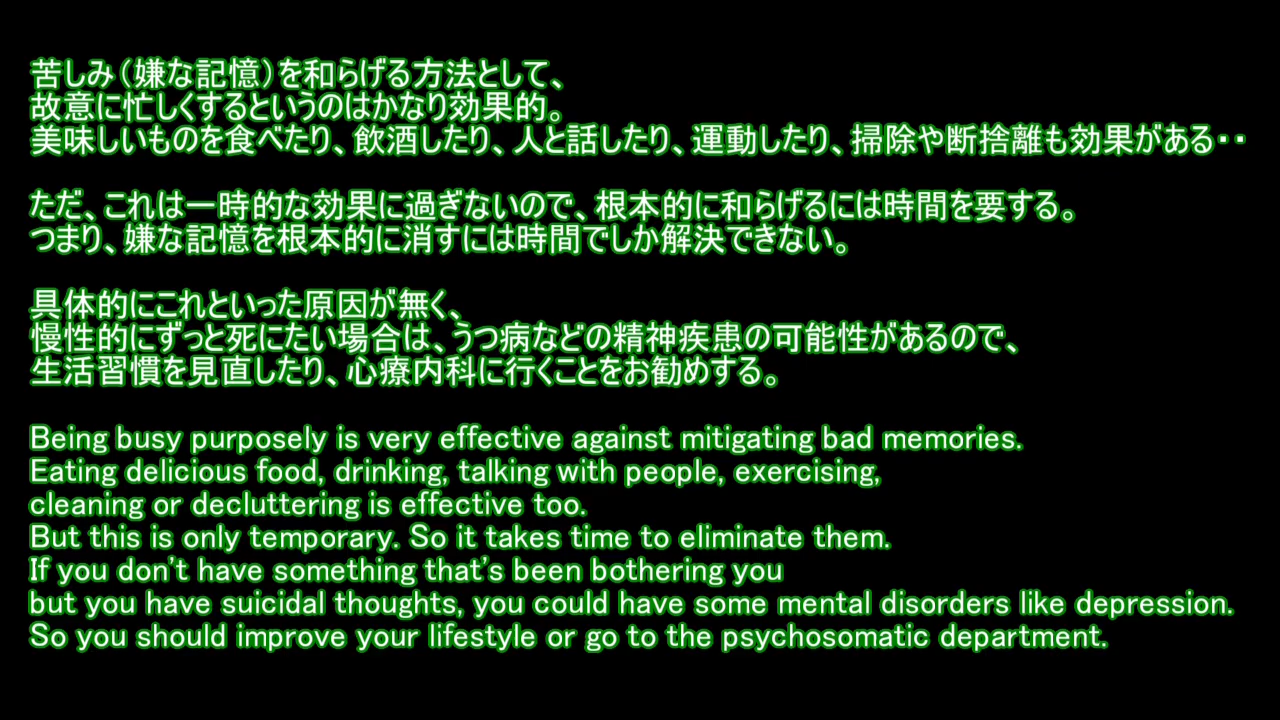 苦しみ（嫌な記憶）を和らげる方法として、
故意に忙しくするというのはかなり効果的。
美味しいものを食べたり、飲酒したり、人と話したり、運動したり、掃除や断捨離も効果がある・・
ただ、これは一時的な効果に過ぎないので、根本的に和らげるには時間を要する。
つまり、嫌な記憶を根本的に消すには時間でしか解決できない。
具体的にこれといった原因が無く、
慢性的にずっと死にたい場合は、うつ病などの精神疾患の可能性があるので、
生活習慣を見直したり、心療内科に行くことをお勧めする。
Being busy purposely is very effective against mitigating bad memories.
Eating delicious food, drinking, talking with people, exercising,
cleaning or decluttering is effective too.
But this is only temporary. So it takes time to eliminate them.
If you don't have something that's been bothering you
but you have suicidal thoughts, you could have some mental disorders like depression.
So you should improve your lifestyle or go to the psychosomatic department.